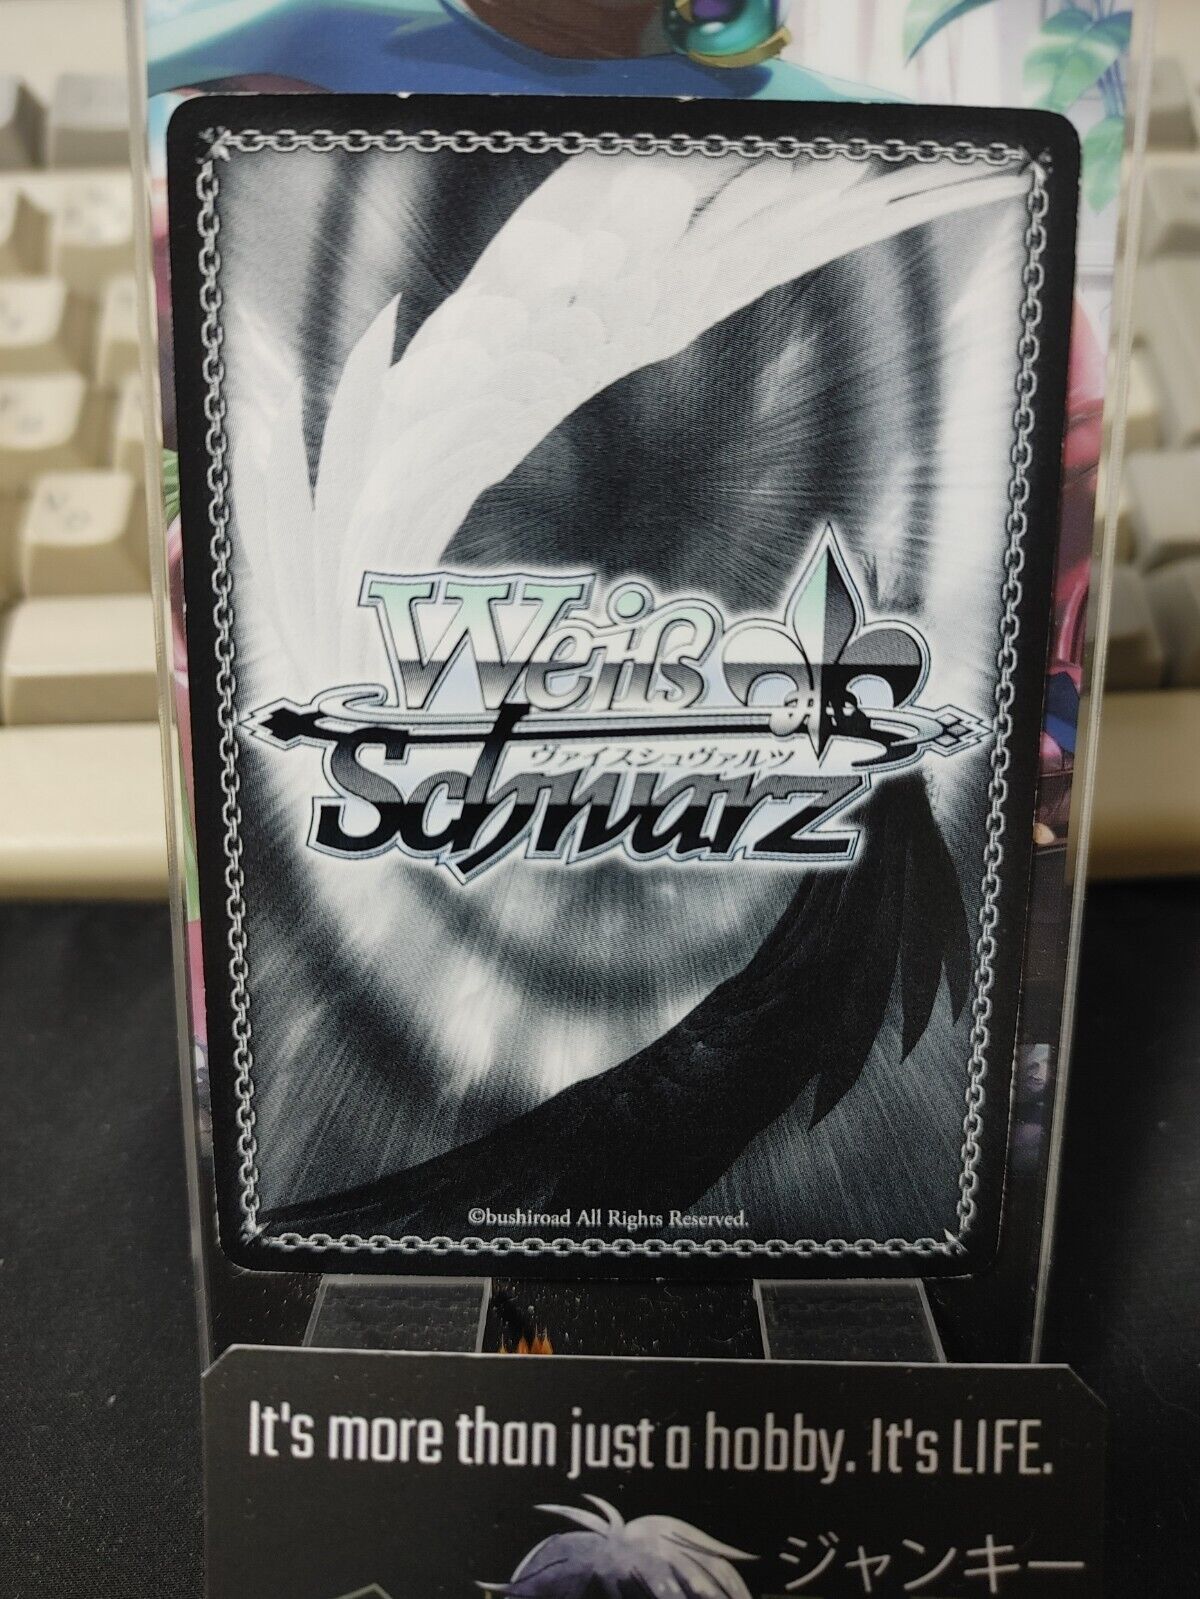 Weiß
ヴァイスシュヴァルツ
Schwarz
©bushiroad All Rights Reserved.
It's more than just a hobby. It's LIFE.
ジャンキー